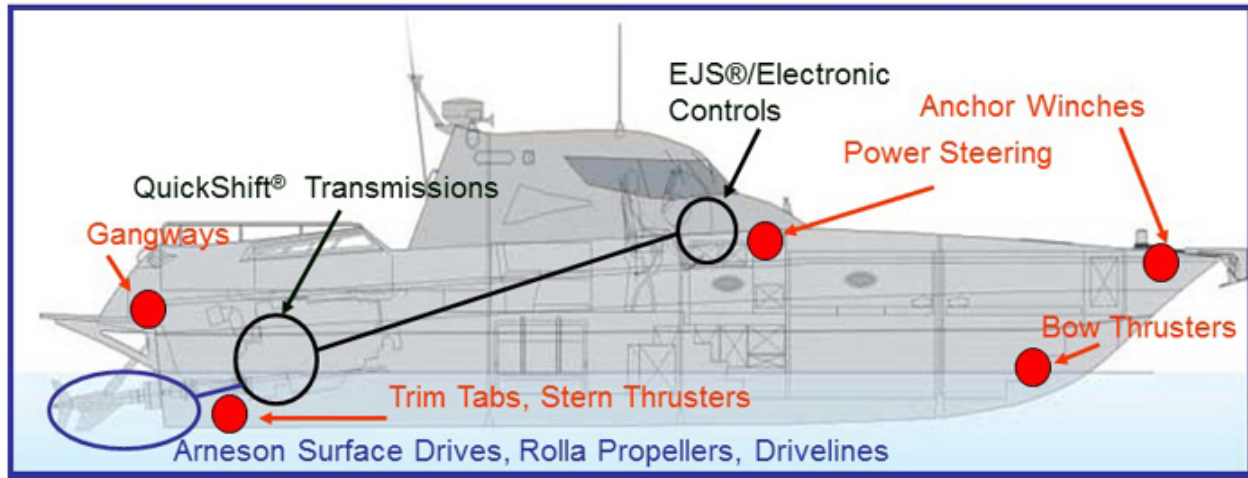 EJS®/Electronic
Controls
Anchor Winches
Power Steering
QuickShift® Transmissions
Gangways
Bow Thrusters
Trim Tabs, Stern Thrusters
Arneson Surface Drives, Rolla Propellers, Drivelines